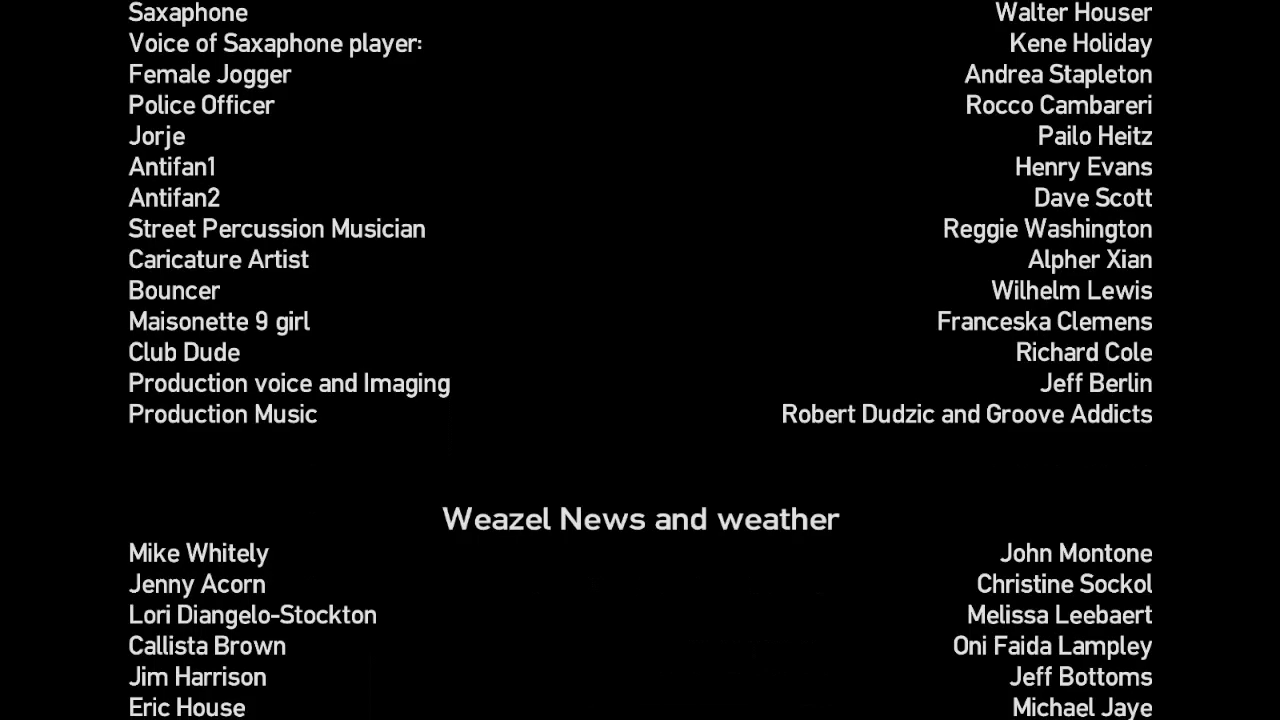 Saxaphone Walter Houser
Voice of Saxaphone player: Kene Holiday
Female Jogger Andrea Stapleton
Police Officer Rocco Cambareri
Jorje Pailo Heitz
Antifan1 Henry Evans
Antifan2 Dave Scott
Street Percussion Musician Reggie Washington
Caricature Artist Alpher Xian
Bouncer Wilhelm Lewis
Maisonette 9 girl Franceska Clemens
Club Dude Richard Cole
Production voice and Imaging Jeff Berlin
Production Music Robert Dudzic and Groove Addicts
Weazel News and weather
Mike Whitely John Montone
Jenny Acorn Christine Sockol
Lori Diangelo-Stockton Melissa Leebaert
Callista Brown Oni Faida Lampley
Jim Harrison Jeff Bottoms
Eric House Michael Jaye